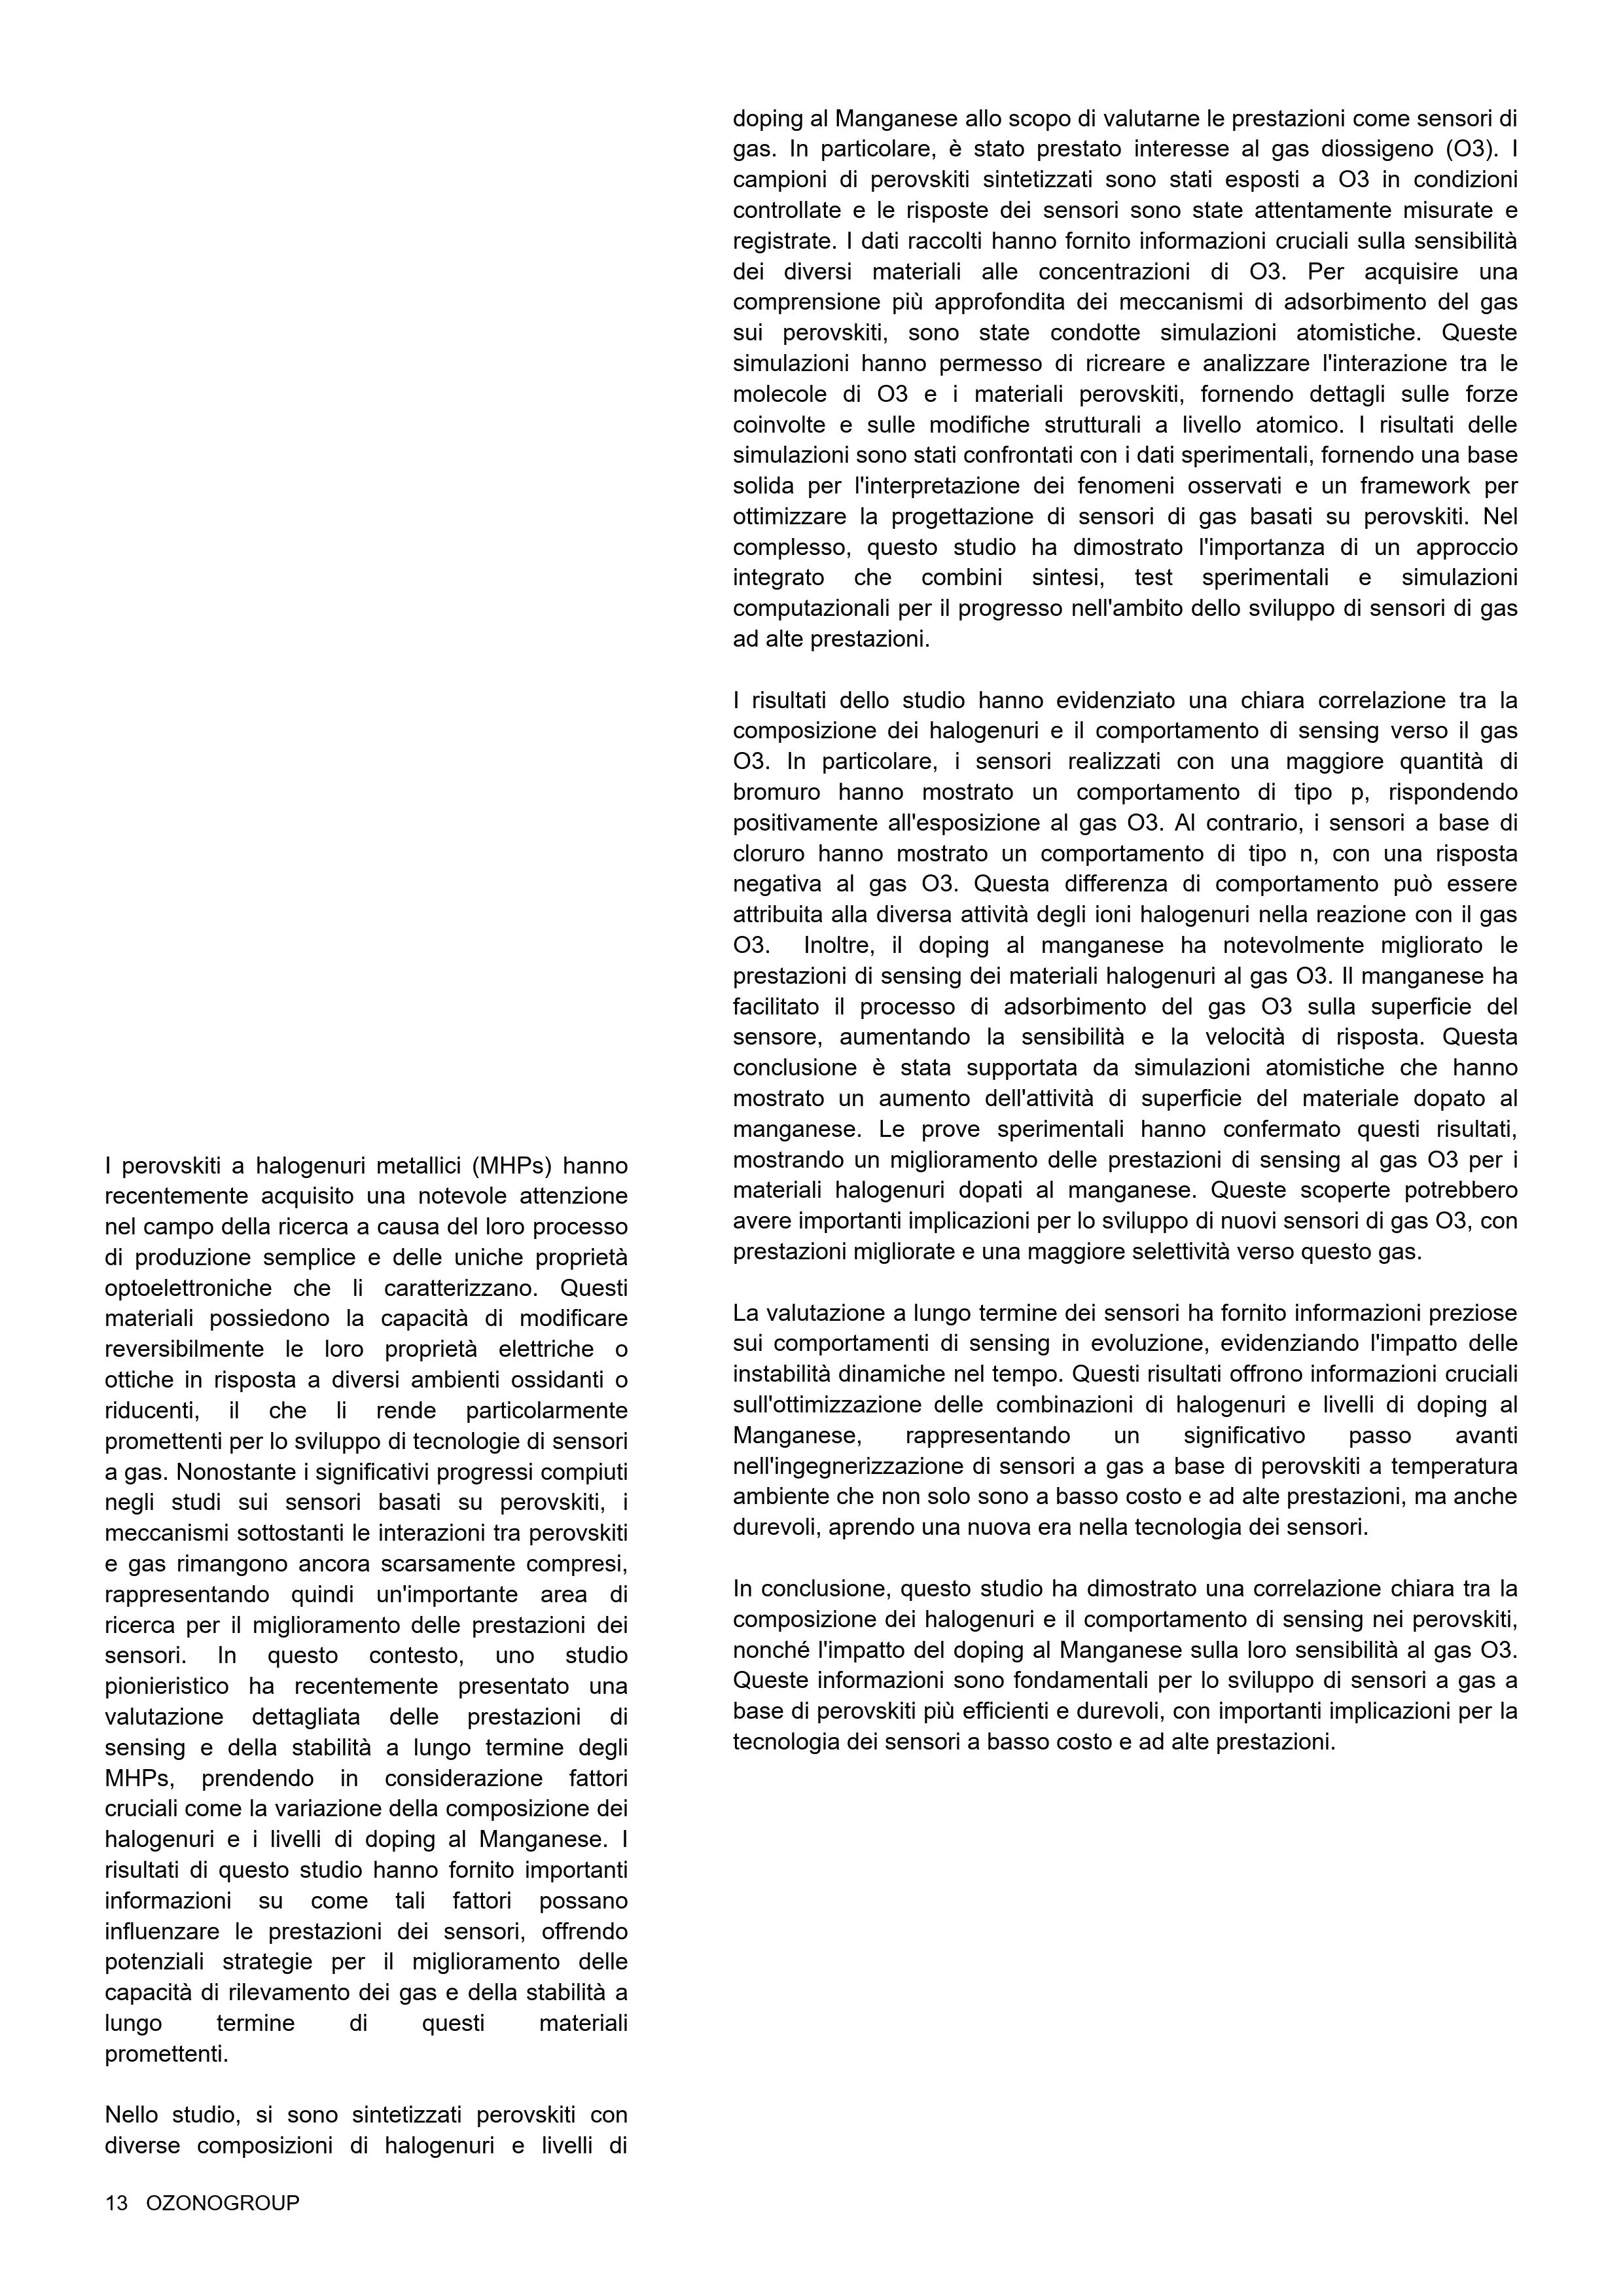 I perovskiti a halogenuri metallici (MHPs) hanno
recentemente acquisito una notevole attenzione
nel campo della ricerca a causa del loro processo
di produzione semplice e delle uniche proprietà
optoelettroniche che li caratterizzano. Questi
materiali possiedono la capacità di modificare
reversibilmente le loro proprietà elettriche o
ottiche in risposta a diversi ambienti ossidanti o
riducenti, il che li rende particolarmente
promettenti per lo sviluppo di tecnologie di sensori
a gas. Nonostante i significativi progressi compiuti
negli studi sui sensori basati su perovskiti, i
meccanismi sottostanti le interazioni tra perovskiti
e gas rimangono ancora scarsamente compresi,
rappresentando quindi un'importante area di
ricerca per il miglioramento delle prestazioni dei
sensori. In questo contesto, uno studio
pionieristico ha recentemente presentato una
valutazione dettagliata delle prestazioni di
sensing e della stabilità a lungo termine degli
MHPs, prendendo in considerazione fattori
cruciali come la variazione della composizione dei
halogenuri e i livelli di doping al Manganese. I
risultati di questo studio hanno fornito importanti
informazioni su come tali fattori possano
influenzare le prestazioni dei sensori, offrendo
potenziali strategie per il miglioramento delle
capacità di rilevamento dei gas e della stabilità a
lungo termine di questi materiali
promettenti.
Nello studio, si sono sintetizzati perovskiti con
diverse composizioni di halogenuri e livelli di
doping al Manganese allo scopo di valutarne le prestazioni come sensori di
gas. In particolare, è stato prestato interesse al gas diossigeno (O3). I
campioni di perovskiti sintetizzati sono stati esposti a O3 in condizioni
controllate e le risposte dei sensori sono state attentamente misurate e
registrate. I dati raccolti hanno fornito informazioni cruciali sulla sensibilità
dei diversi materiali alle concentrazioni di O3. Per acquisire una
comprensione più approfondita dei meccanismi di adsorbimento del gas
sui perovskiti, sono state condotte simulazioni atomistiche. Queste
simulazioni hanno permesso di ricreare e analizzare l'interazione tra le
molecole di O3 e i materiali perovskiti, fornendo dettagli sulle forze
coinvolte e sulle modifiche strutturali a livello atomico. I risultati delle
simulazioni sono stati confrontati con i dati sperimentali, fornendo una base
solida per l'interpretazione dei fenomeni osservati e un framework per
ottimizzare la progettazione di sensori di gas basati su perovskiti. Nel
complesso, questo studio ha dimostrato l'importanza di un approccio
integrato che combini sintesi, test sperimentali e simulazioni
computazionali per il progresso nell'ambito dello sviluppo di sensori di gas
ad alte prestazioni.
I risultati dello studio hanno evidenziato una chiara correlazione tra la
composizione dei halogenuri e il comportamento di sensing verso il gas
O3. In particolare, i sensori realizzati con una maggiore quantità di
bromuro hanno mostrato un comportamento di tipo p, rispondendo
positivamente all'esposizione al gas O3. Al contrario, i sensori a base di
cloruro hanno mostrato un comportamento di tipo n, con una risposta
negativa al gas O3. Questa differenza di comportamento può essere
attribuita alla diversa attività degli ioni halogenuri nella reazione con il gas
O3. Inoltre, il doping al manganese ha notevolmente migliorato le
prestazioni di sensing dei materiali halogenuri al gas O3. Il manganese ha
facilitato il processo di adsorbimento del gas O3 sulla superficie del
sensore, aumentando la sensibilità e la velocità di risposta. Questa
conclusione è stata supportata da simulazioni atomistiche che hanno
mostrato un aumento dell'attività di superficie del materiale dopato al
manganese. Le prove sperimentali hanno confermato questi risultati,
mostrando un miglioramento delle prestazioni di sensing al gas O3 per i
materiali halogenuri dopati al manganese. Queste scoperte potrebbero
avere importanti implicazioni per lo sviluppo di nuovi sensori di gas O3, con
prestazioni migliorate e una maggiore selettività verso questo gas.
La valutazione a lungo termine dei sensori ha fornito informazioni preziose
sui comportamenti di sensing in evoluzione, evidenziando l'impatto delle
instabilità dinamiche nel tempo. Questi risultati offrono informazioni cruciali
sull'ottimizzazione delle combinazioni di halogenuri e livelli di doping al
Manganese, rappresentando un significativo passo avanti
nell'ingegnerizzazione di sensori a gas a base di perovskiti a temperatura
ambiente che non solo sono a basso costo e ad alte prestazioni, ma anche
durevoli, aprendo una nuova era nella tecnologia dei sensori.
In conclusione, questo studio ha dimostrato una correlazione chiara tra la
composizione dei halogenuri e il comportamento di sensing nei perovskiti,
nonché l'impatto del doping al Manganese sulla loro sensibilità al gas O3.
Queste informazioni sono fondamentali per lo sviluppo di sensori a gas a
base di perovskiti più efficienti e durevoli, con importanti implicazioni per la
tecnologia dei sensori a basso costo e ad alte prestazioni.
13 OZONOGROUP